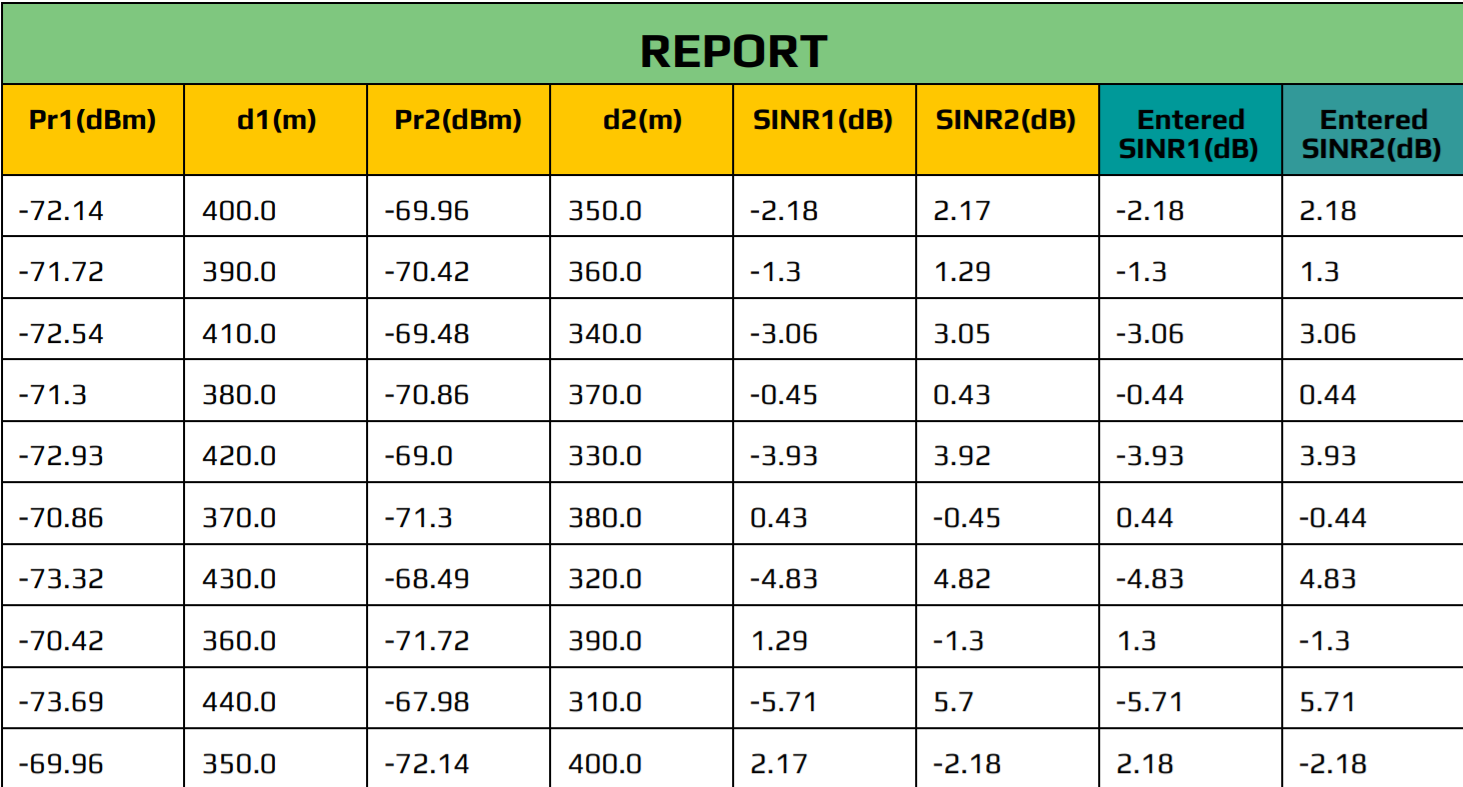 REPORT
Pr1(dBm) d1(m) Pr2(dBm) d2(m) SINR1(dB) SINR2(dB) Entered SINR1(dB) Entered SINR2(dB)
-72.14 400.0 -69.96 350.0 -2.18 2.17 -2.18 2.18
-71.72 390.0 -70.42 360.0 -1.3 1.29 -1.3 1.3
-72.54 410.0 -69.48 340.0 -3.06 3.05 -3.06 3.06
-71.3 380.0 -70.86 370.0 -0.45 0.43 -0.44 0.44
-72.93 420.0 -69.0 330.0 -3.93 3.92 -3.93 3.93
-70.86 370.0 -71.3 380.0 0.43 -0.45 0.44 -0.44
-73.32 430.0 -68.49 320.0 -4.83 4.82 -4.83 4.83
-70.42 360.0 -71.72 390.0 1.29 -1.3 1.3 -1.3
-73.69 440.0 -67.98 310.0 -5.71 5.7 -5.71 5.71
-69.96 350.0 -72.14 400.0 2.17 -2.18 2.18 -2.18